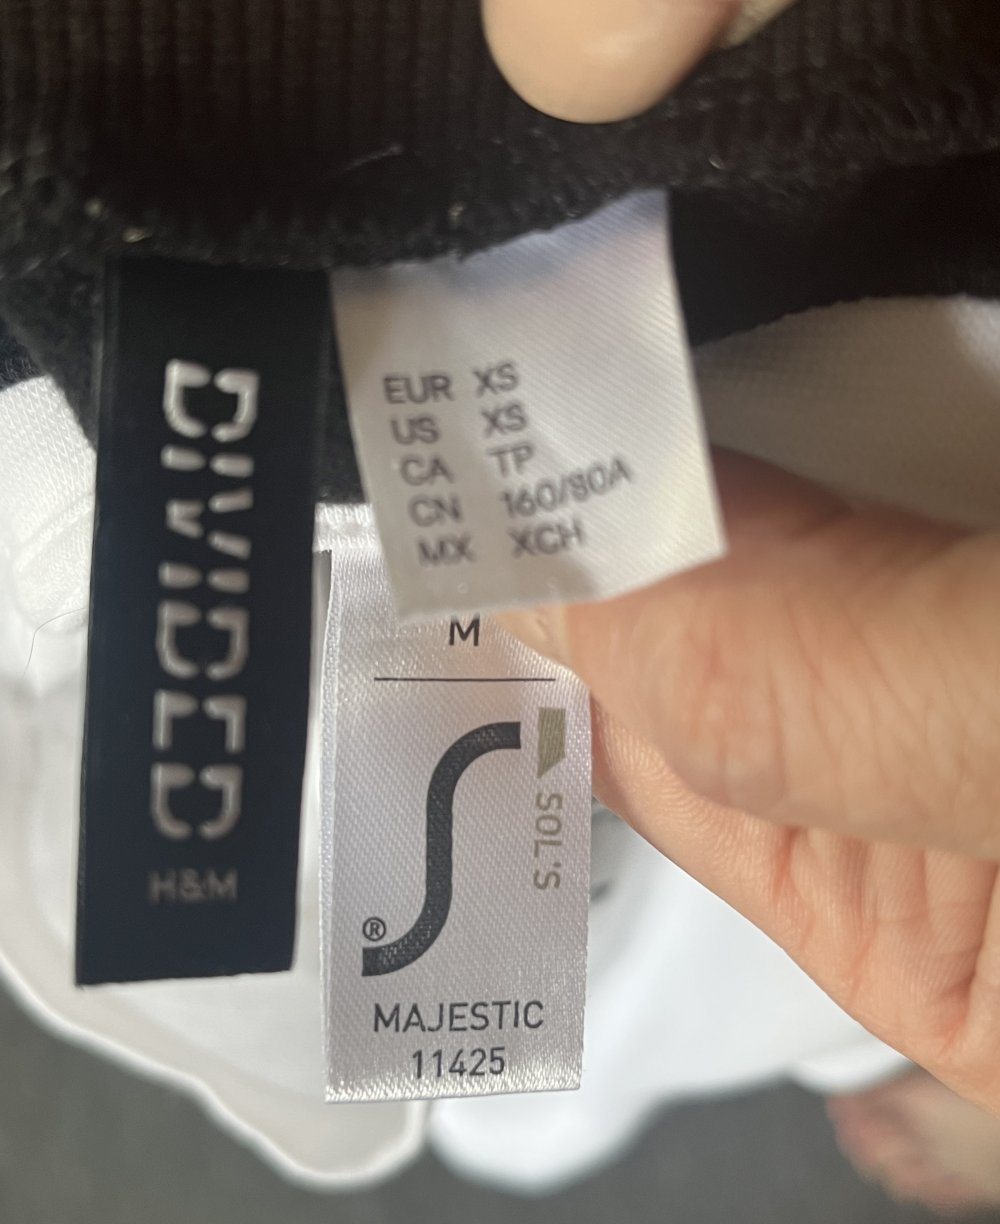 DIVIDED
H&M
EUR XS
US XS
CA TP
CN 160/80A
MX XCH
M
SOL'S
®
MAJESTIC
11425